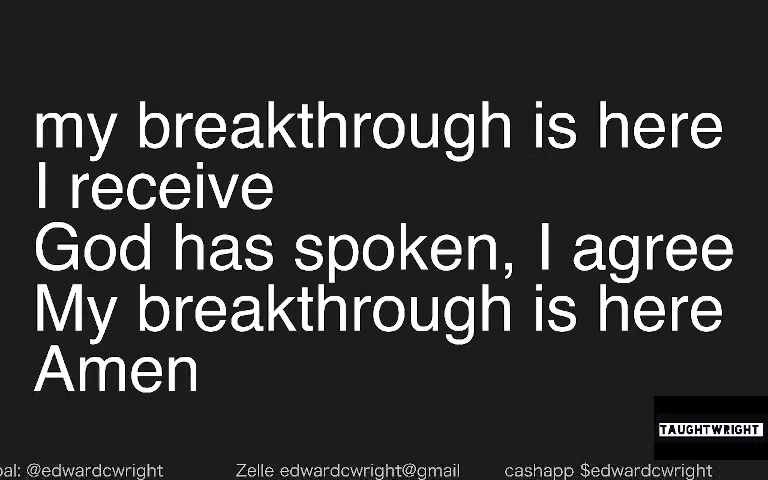 my breakthrough is here
I receive
God has spoken, I agree
My breakthrough is here
Amen
TAUGHTWRIGHT
pal: @edwardcwright Zelle edwardcwright@gmail cashapp $edwardcwright